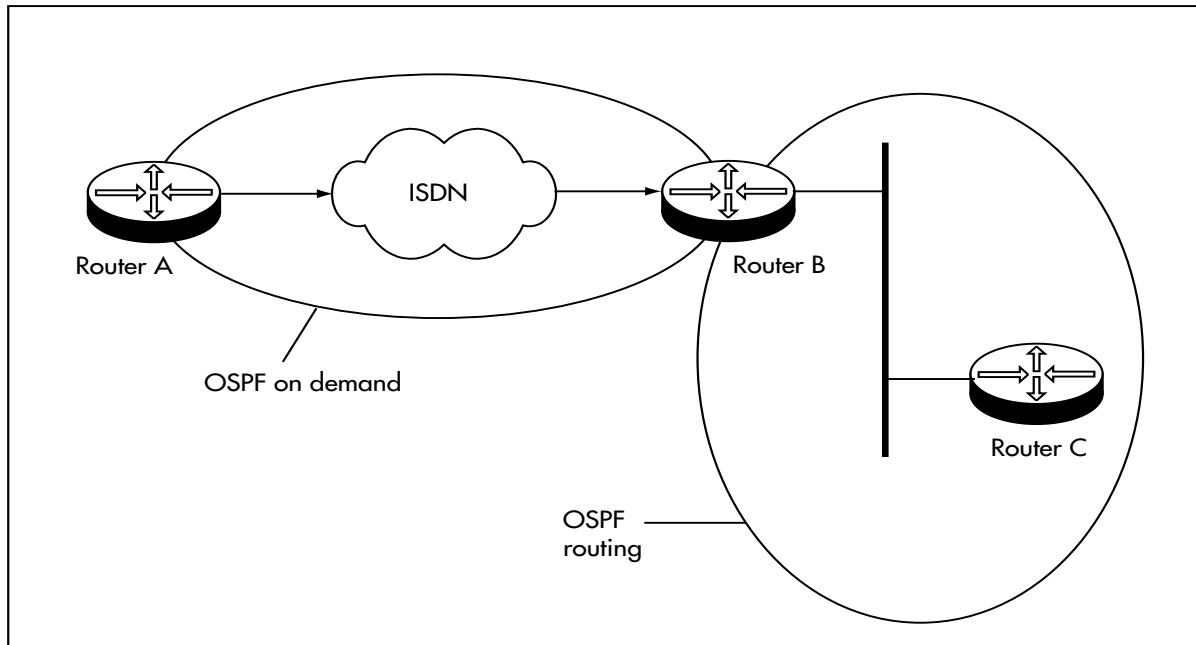 ISDN
Router A
Router B
OSPF on demand
Router C
OSPF
routing